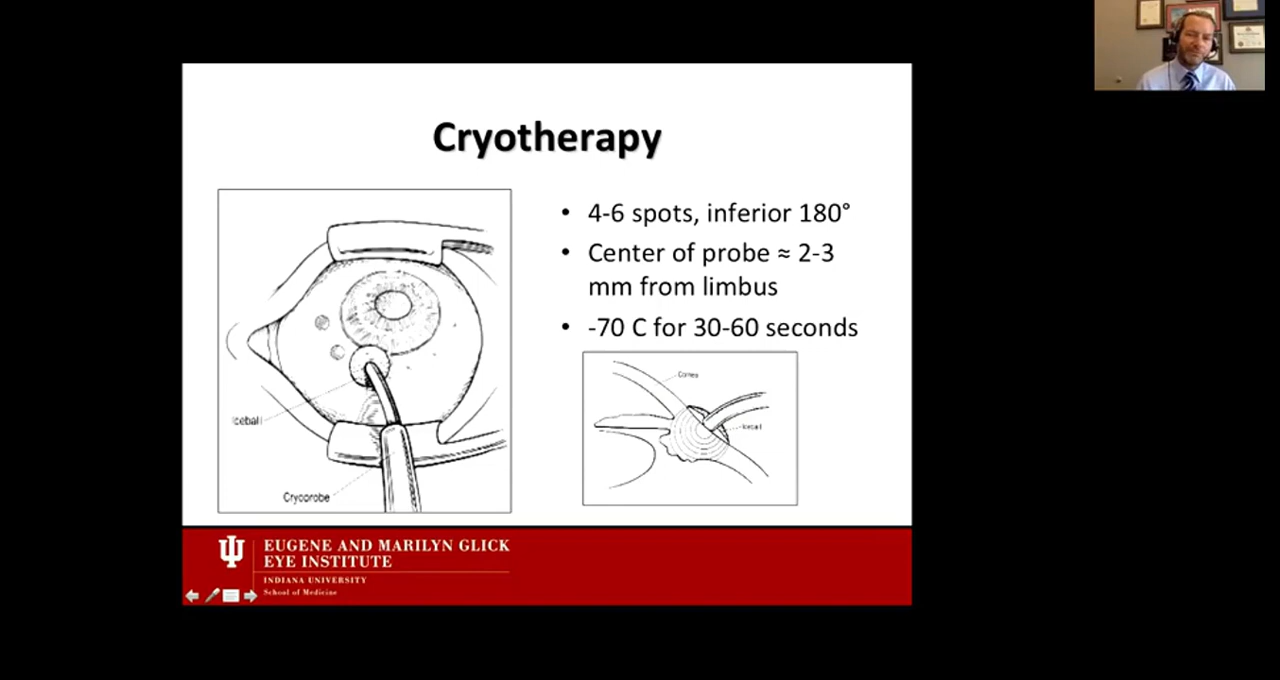 Cryotherapy
• 4-6 spots, inferior 180°
• Center of probe ≈ 2-3
mm from limbus
• -70 C for 30-60 seconds
Iceball
Cryoprobe
Cornea
Iceball
EUGENE AND MARILYN GLICK
EYE INSTITUTE
INDIANA UNIVERSITY
School of Medicine